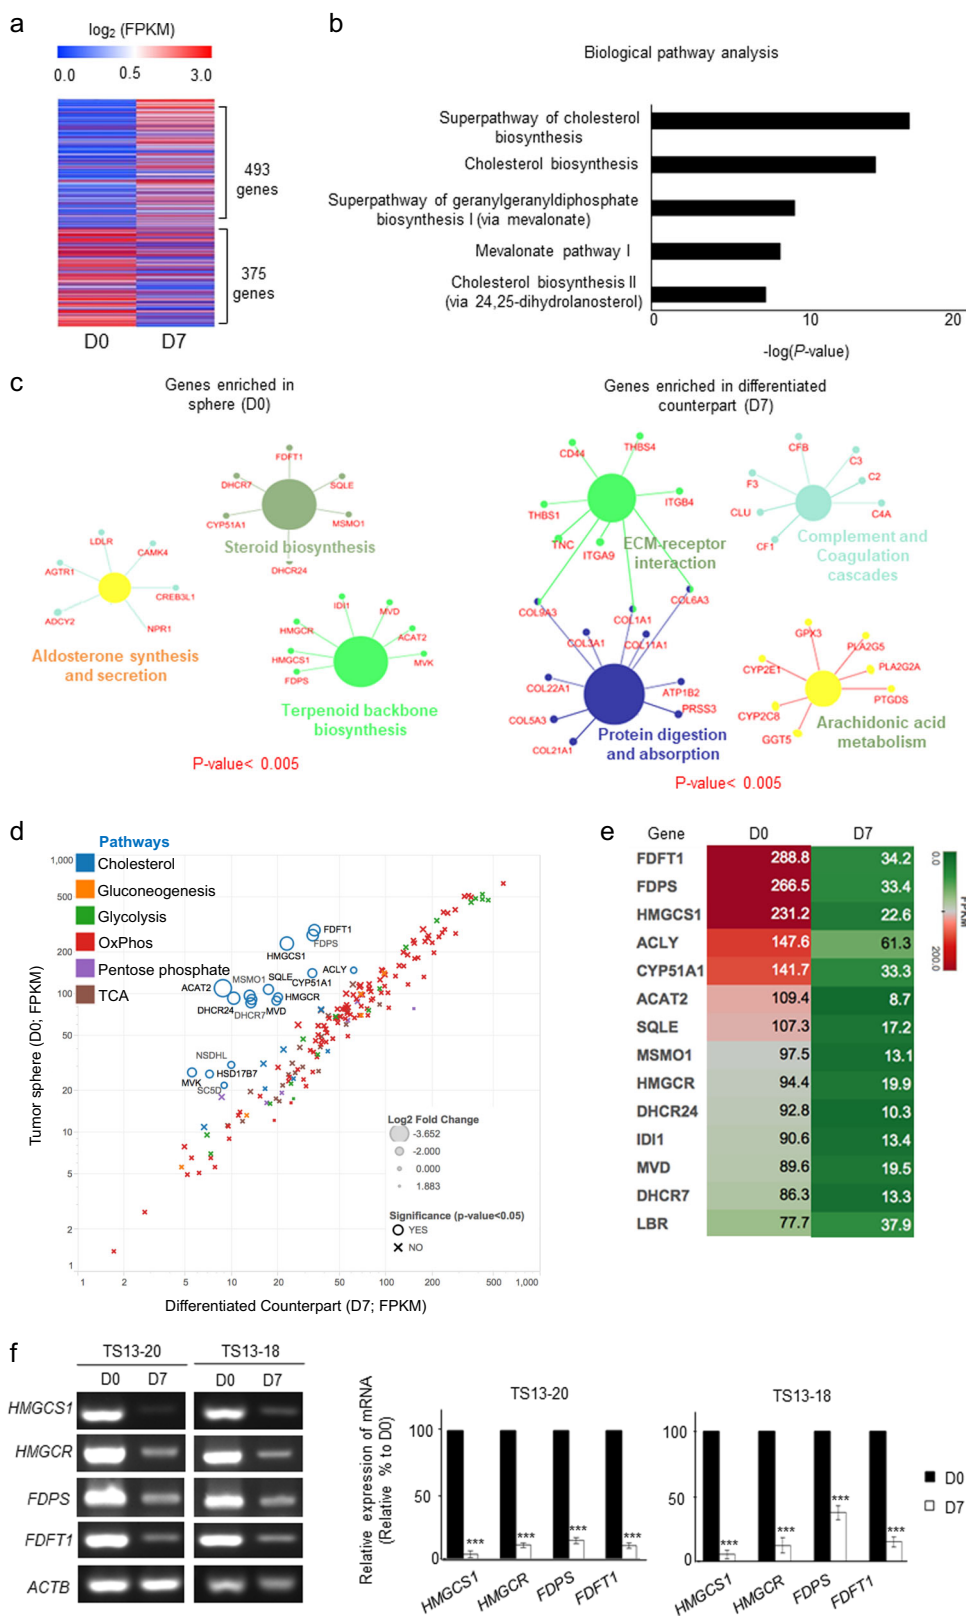 a
log2 (FPKM)
0.0 0.5 3.0
493
genes
375
genes
D0 D7
b
Biological pathway analysis
Superpathway of cholesterol
biosynthesis
Cholesterol biosynthesis
Superpathway of geranylgeranyldiphosphate
biosynthesis I (via mevalonate)
Mevalonate pathway I
Cholesterol biosynthesis II
(via 24,25-dihydrolanosterol)
0 10 20
-log(P-value)
c
Genes enriched in
sphere (D0)
FDFT1
DHCR7
SQLE
CYP51A1
MSMO1
Steroid biosynthesis
DHCR24
LDLR
CAMK4
AGTR1
CREB3L1
ADCY2
NPR1
Aldosterone synthesis
and secretion
IDI1
MVD
HMGCR
ACAT2
HMGCS1
MVK
FDPS
Terpenoid backbone
biosynthesis
P-value< 0.005
Genes enriched in differentiated
counterpart (D7)
CD44
THBS4
ITGB4
THBS1
TNC
ITGA9
ECM-receptor
interaction
COL9A3
COL6A3
COL1A1
COL3A1
COL11A1
COL22A1
ATP1B2
PRSS3
COL5A3
COL21A1
Protein digestion
and absorption
CFB
C3
F3
C2
CLU
C4A
CF1
Complement and
Coagulation
cascades
GPX3
PLA2G5
CYP2E1
PLA2G2A
PTGDS
CYP2C8
GGT5
Arachidonic acid
metabolism
P-value< 0.005
d
Pathways
Cholesterol
Gluconeogenesis
Glycolysis
OxPhos
Pentose phosphate
TCA
Tumor sphere (D0; FPKM)
1,000
500
200
100
50
20
10
5
2
1
FDFT1
FDPS
HMGCS1
ACLY
CYP51A1
SQLE
MSMO1
ACAT2
HMGCR
DHCR24
DHCR7
MVD
NSDHL
HSD17B7
MVK
SC5D
Log2 Fold Change
-3.652
-2.000
0.000
1.883
Significance (p-value<0.05)
YES
NO
1 2 5 10 20 50 100 200 500 1,000
Differentiated Counterpart (D7; FPKM)
e
Gene D0 D7
FDFT1 288.8 34.2
FDPS 266.5 33.4
HMGCS1 231.2 22.6
ACLY 147.6 61.3
CYP51A1 141.7 33.3
ACAT2 109.4 8.7
SQLE 107.3 17.2
MSMO1 97.5 13.1
HMGCR 94.4 19.9
DHCR24 92.8 10.3
IDI1 90.6 13.4
MVD 89.6 19.5
DHCR7 86.3 13.3
LBR 77.7 37.9
0.0
200.0
FPKM
f
TS13-20 TS13-18
D0 D7 D0 D7
HMGCS1
HMGCR
FDPS
FDFT1
ACTB
Relative expression of mRNA
(Relative % to D0)
TS13-20
100
50
0
*** *** *** ***
HMGCS1 HMGCR FDPS FDFT1
TS13-18
100
50
0
*** *** *** ***
HMGCS1 HMGCR FDPS FDFT1
D0
D7